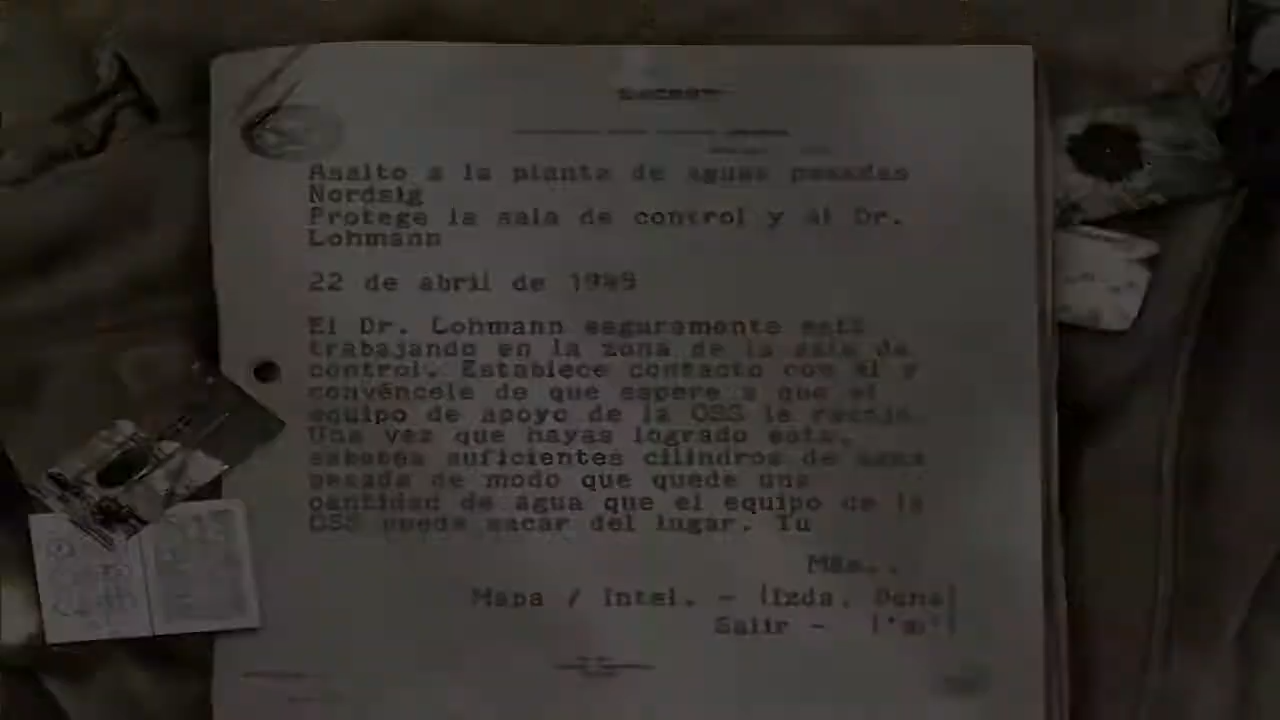 Asalto a la planta de aguas pesadas
Nordsig
Protege la sala de control y al Dr.
Lohmann
22 de abril de 1945
El Dr. Lohmann seguramente está
trabajando en la zona de la sala de
control. Establece contacto con él y
convéncele de que espere a que el
equipo de apoyo de la OSS le recoja.
Una vez que hayas logrado esto,
sabotea suficientes cilindros de agua
pesada de modo que quede una
cantidad de agua que el equipo de la
OSS pueda sacar del lugar. Tu
Más..
Mapa / Intel. -
Salir -